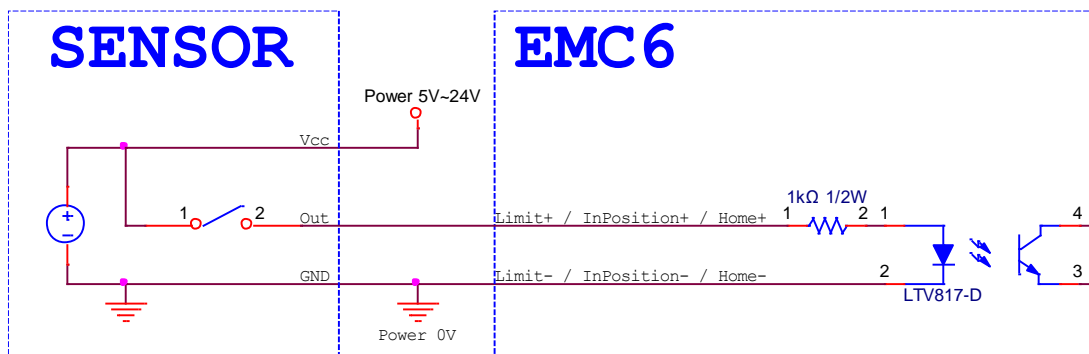 SENSOR
EMC6
Power 5V~24V
Vcc
1kΩ 1/2W
1 2 Out Limit+ / InPosition+ / Home+ 1 2 1 4
GND Limit- / InPosition- / Home- 2 3
LTV817-D
Power 0V